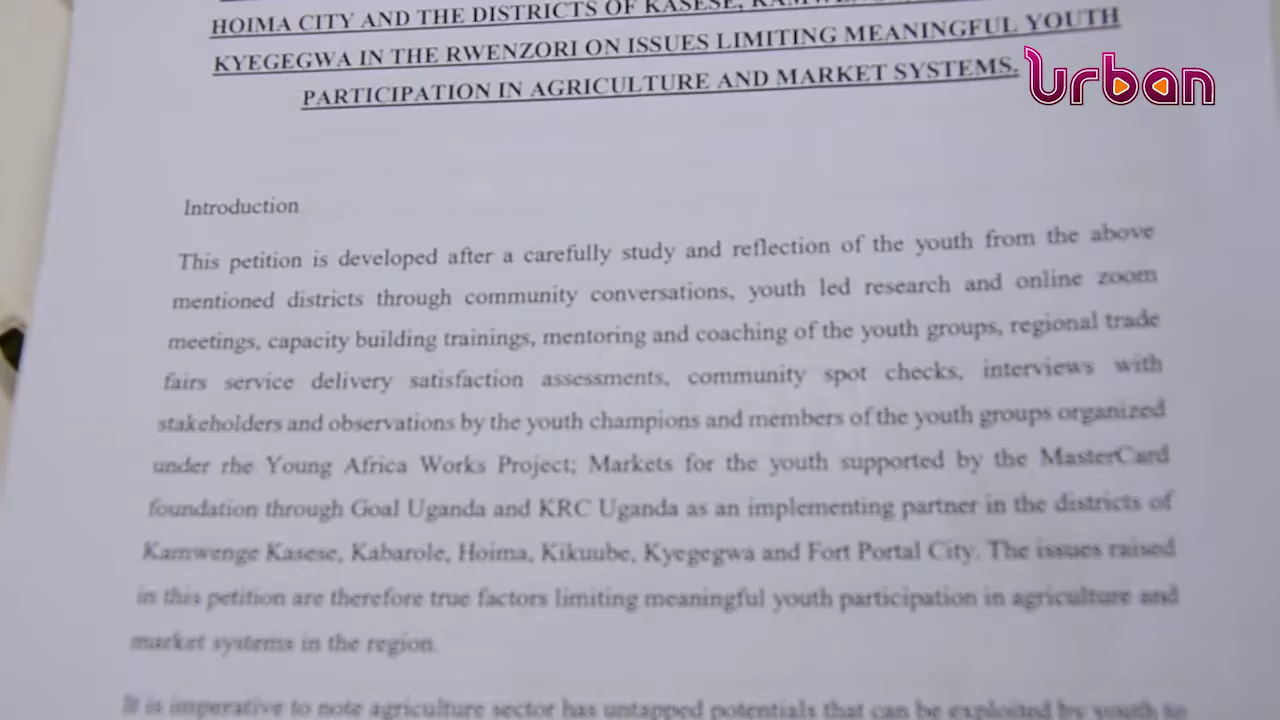 HOIMA CITY AND THE DISTRICTS OF KASESE,
KYEGEGWA IN THE RWENZORI ON ISSUES LIMITING MEANINGFUL YOUTH
PARTICIPATION IN AGRICULTURE AND MARKET SYSTEMS.
urban
Introduction
This petition is developed after a carefully study and reflection of the youth from the above
mentioned districts through community conversations, youth led research and online zoom
meetings, capacity building trainings, mentoring and coaching of the youth groups, regional trade
fairs service delivery satisfaction assessments, community spot checks, interviews with
stakeholders and observations by the youth champions and members of the youth groups organized
under rhe Young Africa Works Project; Markets for the youth supported by the MasterCard
foundation through Goal Uganda and KRC Uganda as an implementing partner in the districts of
Kamwenge Kasese, Kabarole, Hoima, Kikuube, Kyegegwa and Fort Portal City. The issues raised
in this petition are therefore true factors limiting meaningful youth participation in agriculture and
market systems in the region.
It is imperative to note agriculture sector has untapped potentials that can be exploited by youth to